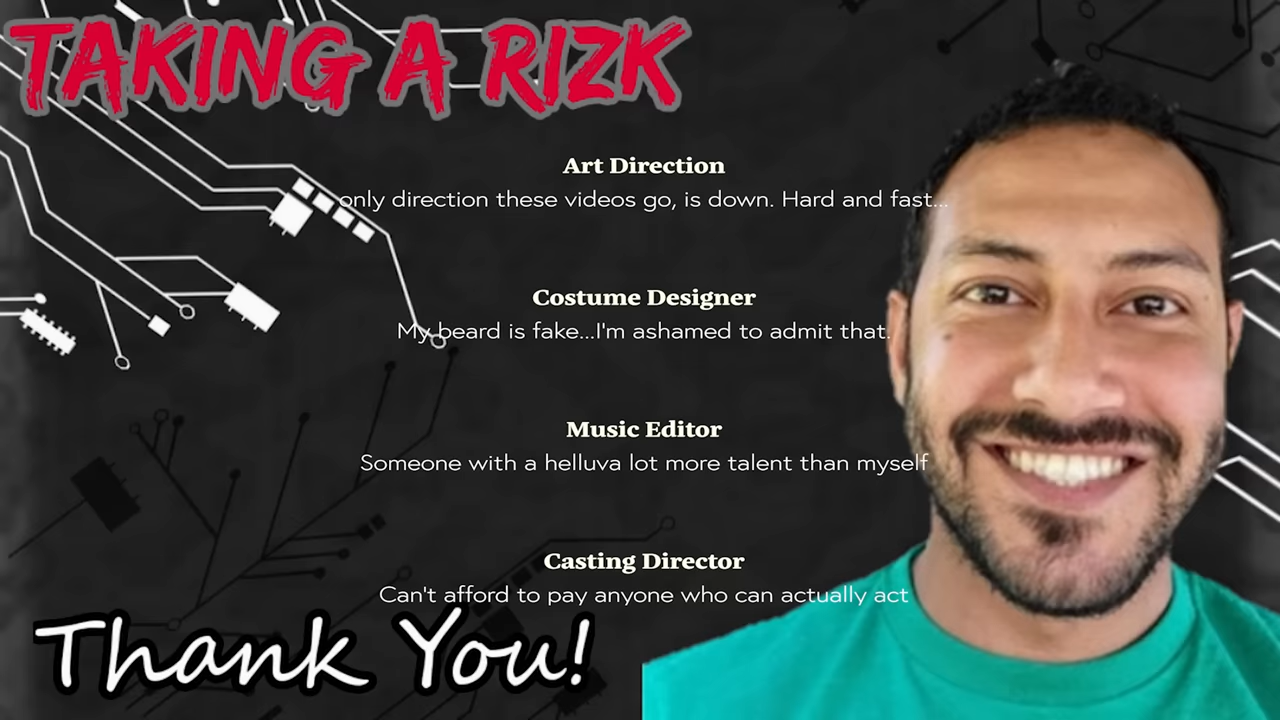 TAKING A RIZK
Art Direction
only direction these videos go, is down. Hard and fast...
Costume Designer
My beard is fake...I'm ashamed to admit that.
Music Editor
Someone with a helluva lot more talent than myself
Casting Director
Can't afford to pay anyone who can actually act
Thank You!